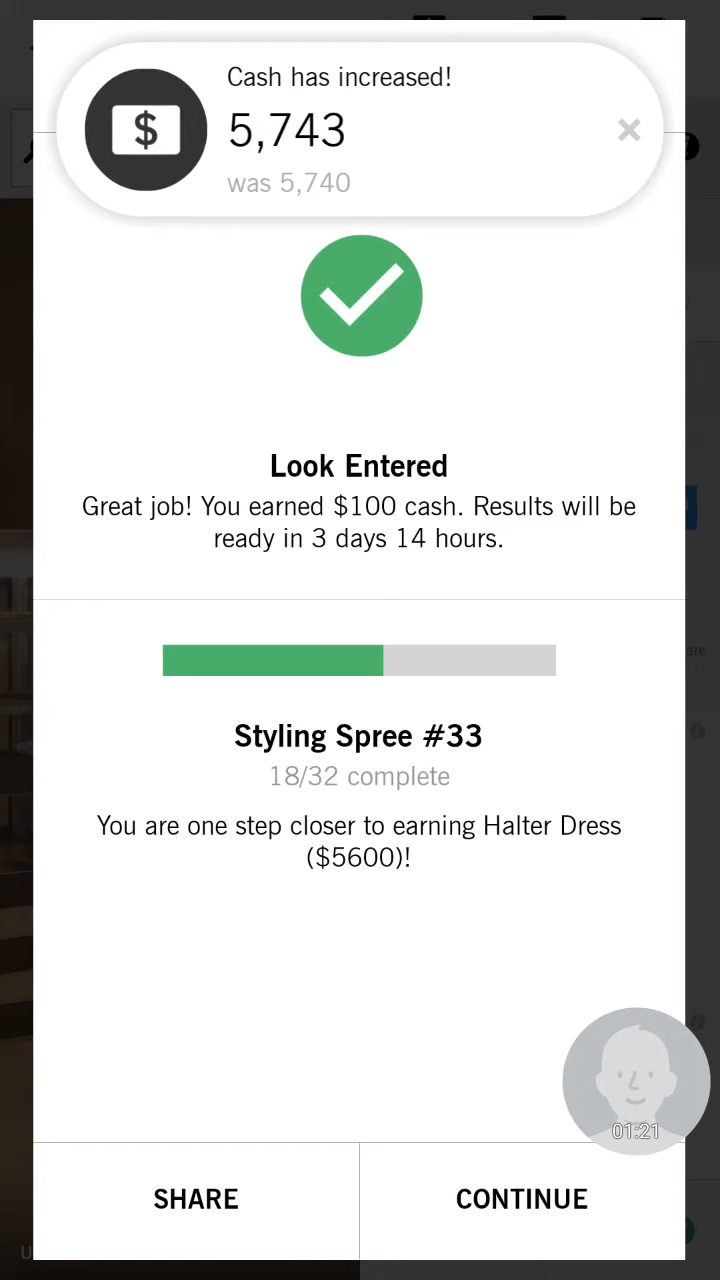 Cash has increased!
$
5,743
was 5,740
Look Entered
Great job! You earned $100 cash. Results will be
ready in 3 days 14 hours.
Styling Spree #33
18/32 complete
You are one step closer to earning Halter Dress
($5600)!
01:21
SHARE
CONTINUE